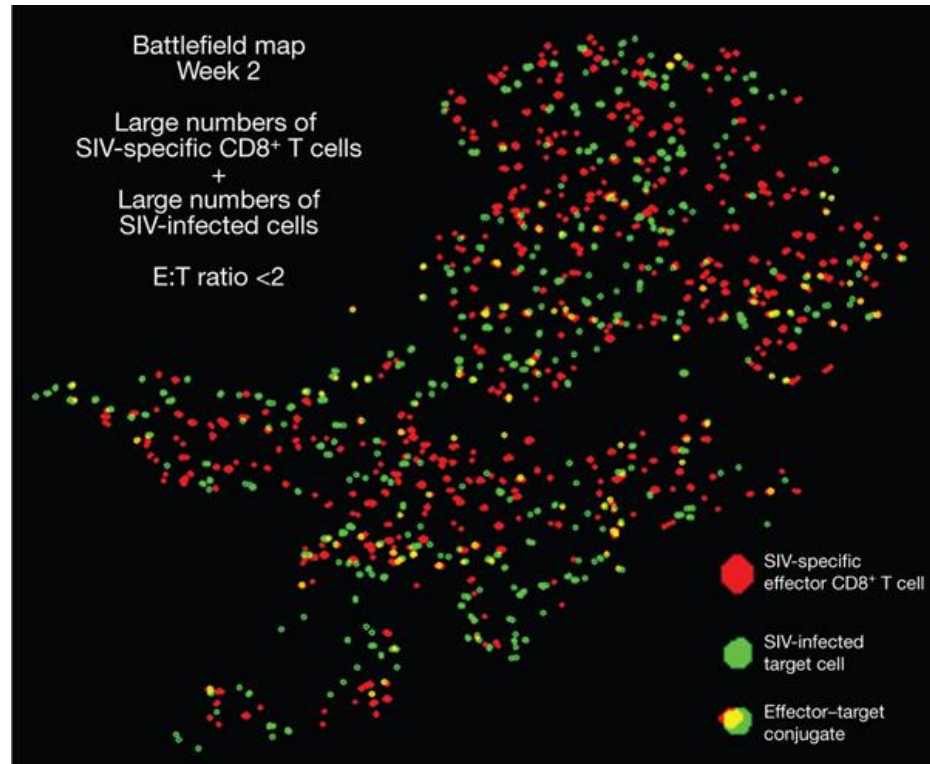 Battlefield map
Week 2
Large numbers of
SIV-specific CD8⁺ T cells
+
Large numbers of
SIV-infected cells
E:T ratio <2
SIV-specific
effector CD8⁺ T cell
SIV-infected
target cell
Effector–target
conjugate